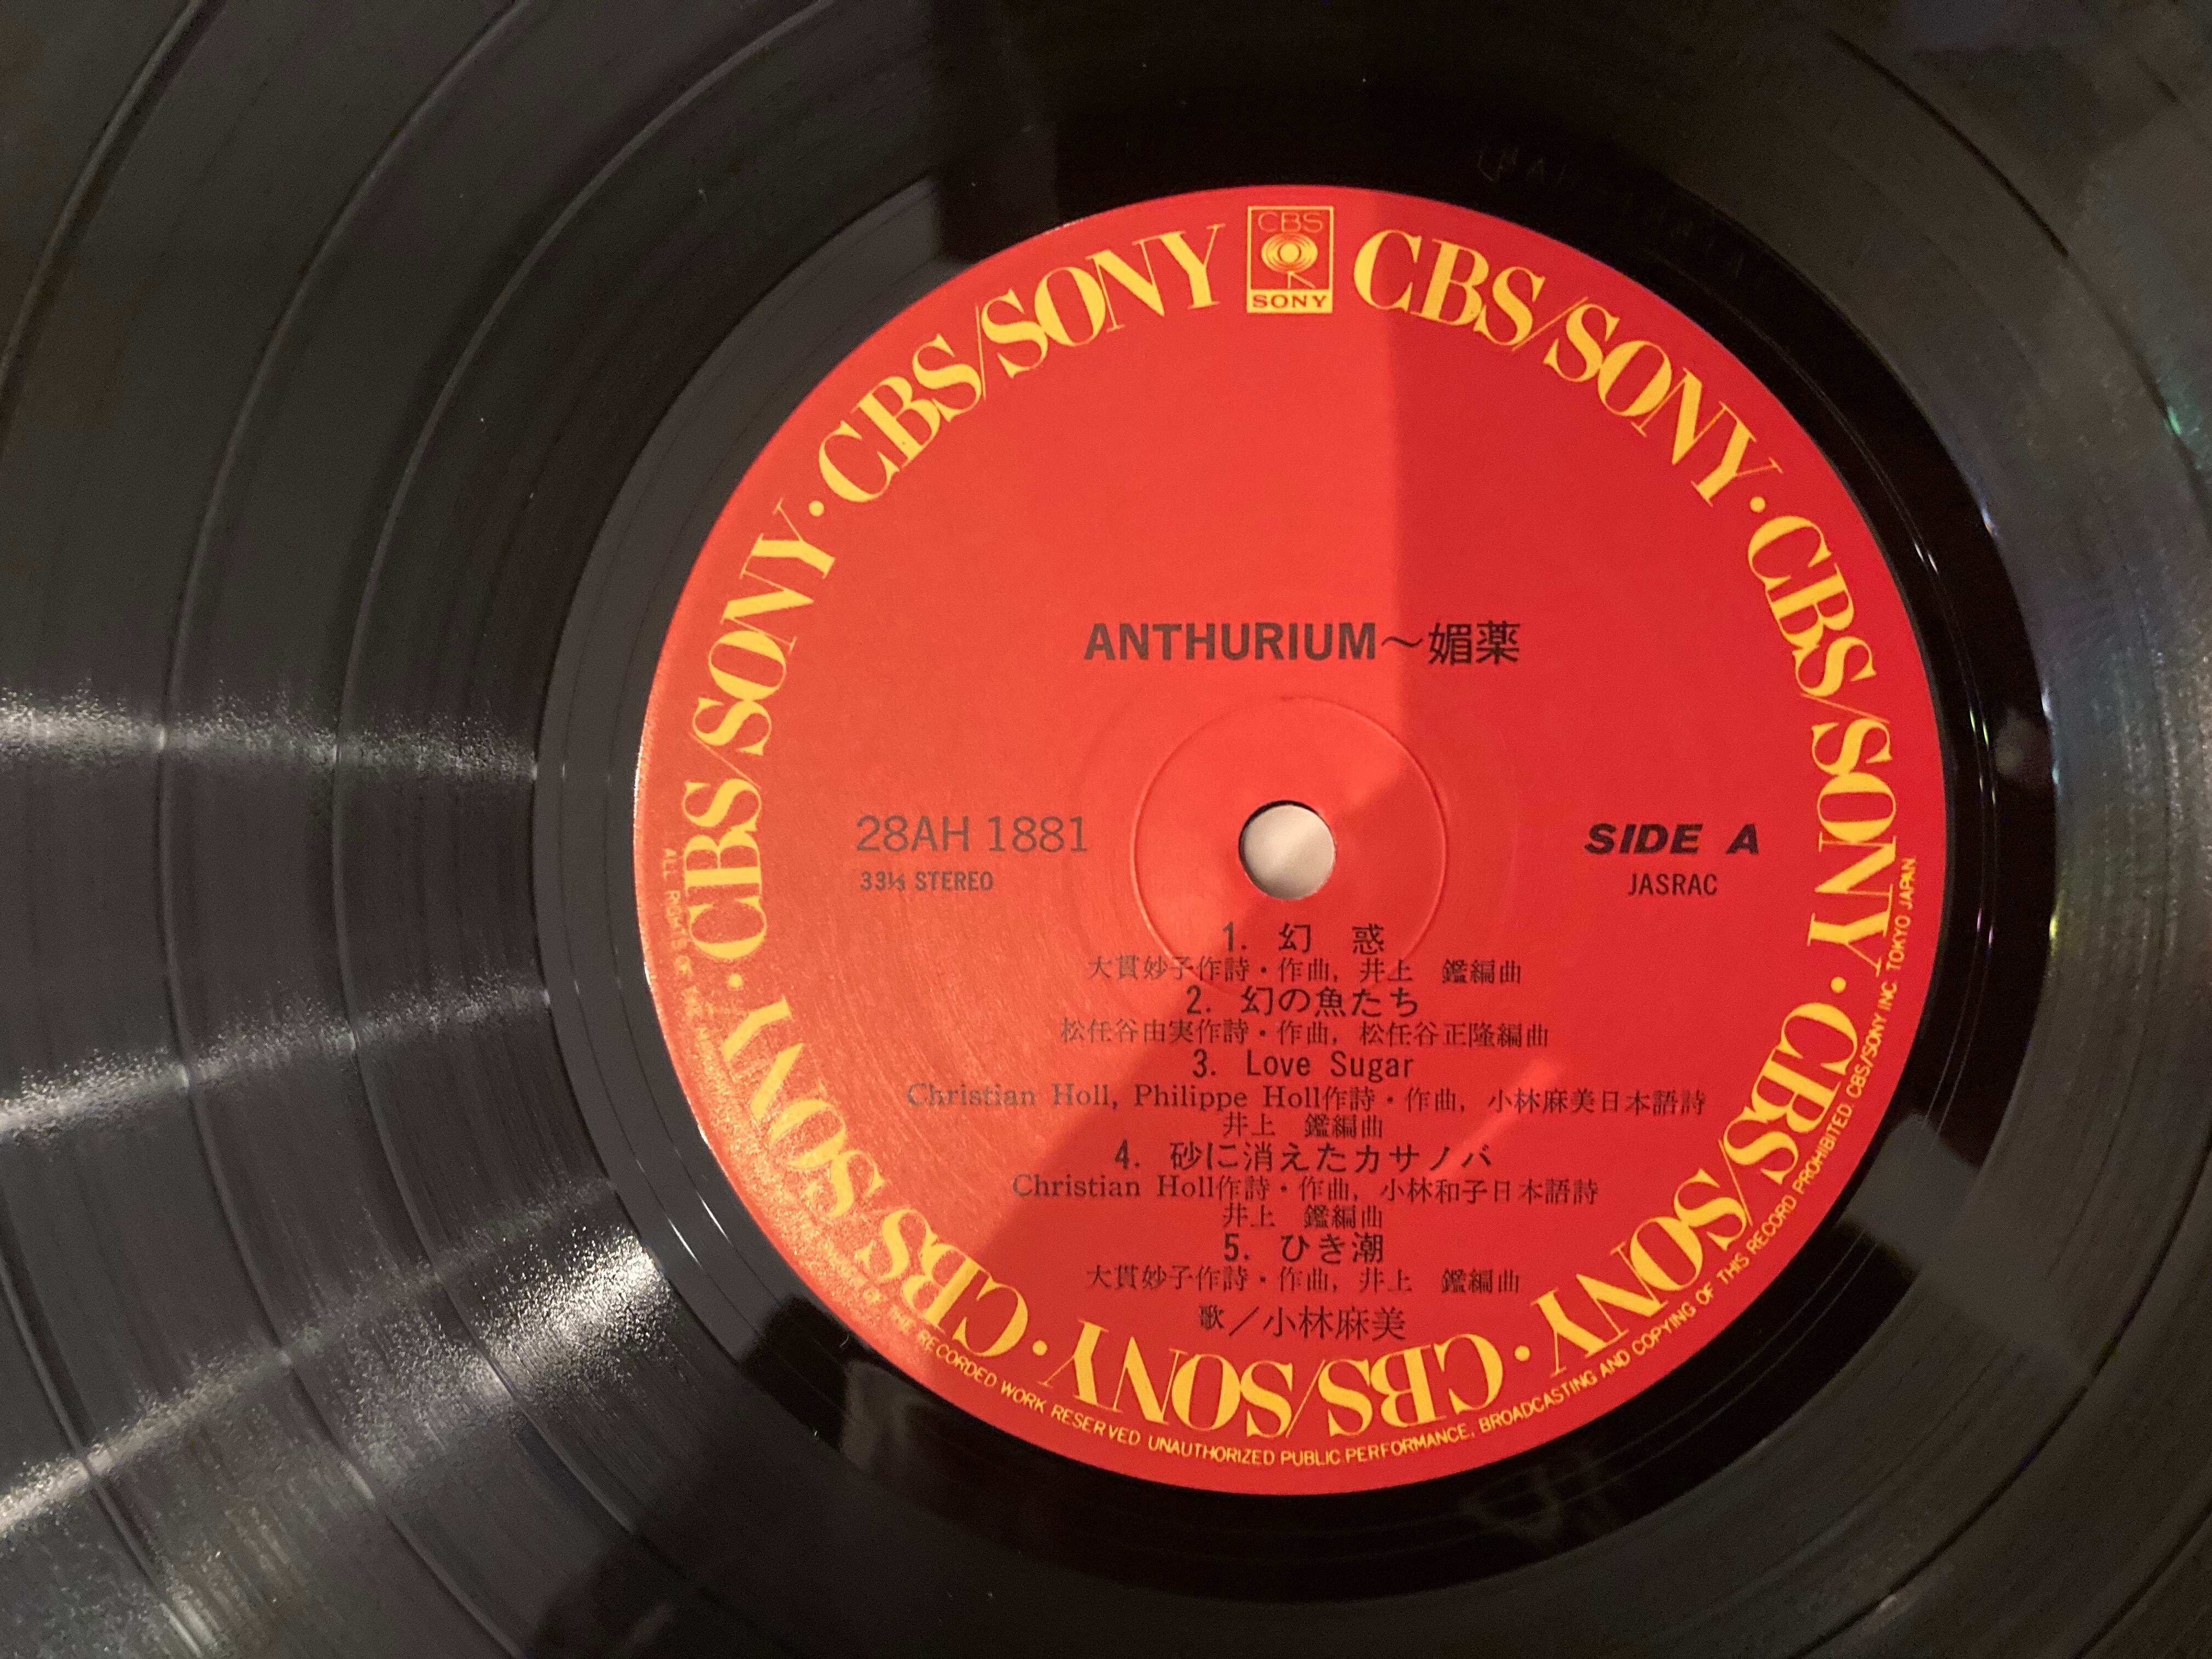 CBS
SONY
CBS/SONY · CBS/SONY · CBS/SONY · CBS/SONY · CBS/SONY · CBS/SONY · CBS/SONY · CBS/SONY
ANTHURIUM～媚薬
28AH 1881
33⅓ STEREO
SIDE A
JASRAC
1. 幻　惑
大貫妙子作詩・作曲, 井上　鑑編曲
2. 幻の魚たち
松任谷由実作詩・作曲, 松任谷正隆編曲
3. Love Sugar
Christian Holl, Philippe Holl作詩・作曲, 小林麻美日本語詩
井上　鑑編曲
4. 砂に消えたカサノバ
Christian Holl作詩・作曲, 小林和子日本語詩
井上　鑑編曲
5. ひき潮
大貫妙子作詩・作曲, 井上　鑑編曲
歌／小林麻美
ALL RIGHTS OF THE RECORDED WORK RESERVED. UNAUTHORIZED PUBLIC PERFORMANCE, BROADCASTING AND COPYING OF THIS RECORD PROHIBITED. CBS/SONY INC. TOKYO JAPAN